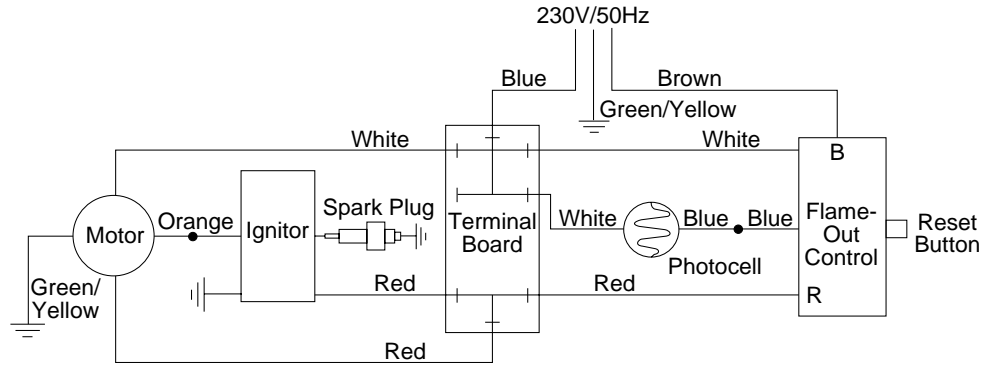 230V/50Hz
Blue
Brown
Green/Yellow
White
White
B
Orange
Ignitor
Spark Plug
Motor
Terminal
Board
White
Blue
Blue
Flame-
Out
Control
Reset
Button
Photocell
Green/
Yellow
Red
Red
R
Red